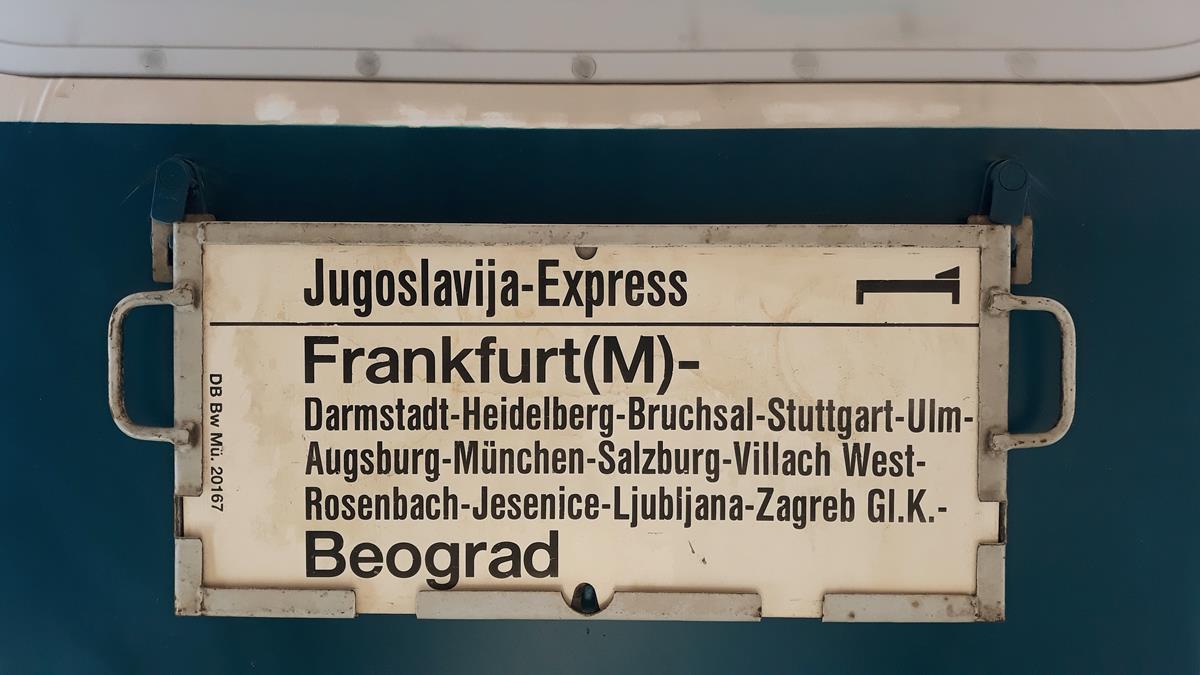 Jugoslavija-Express
1
Frankfurt(M)-
Darmstadt-Heidelberg-Bruchsal-Stuttgart-Ulm-
Augsburg-München-Salzburg-Villach West-
Rosenbach-Jesenice-Ljubljana-Zagreb Gl.K.-
Beograd
DB Bw Mü. 20167